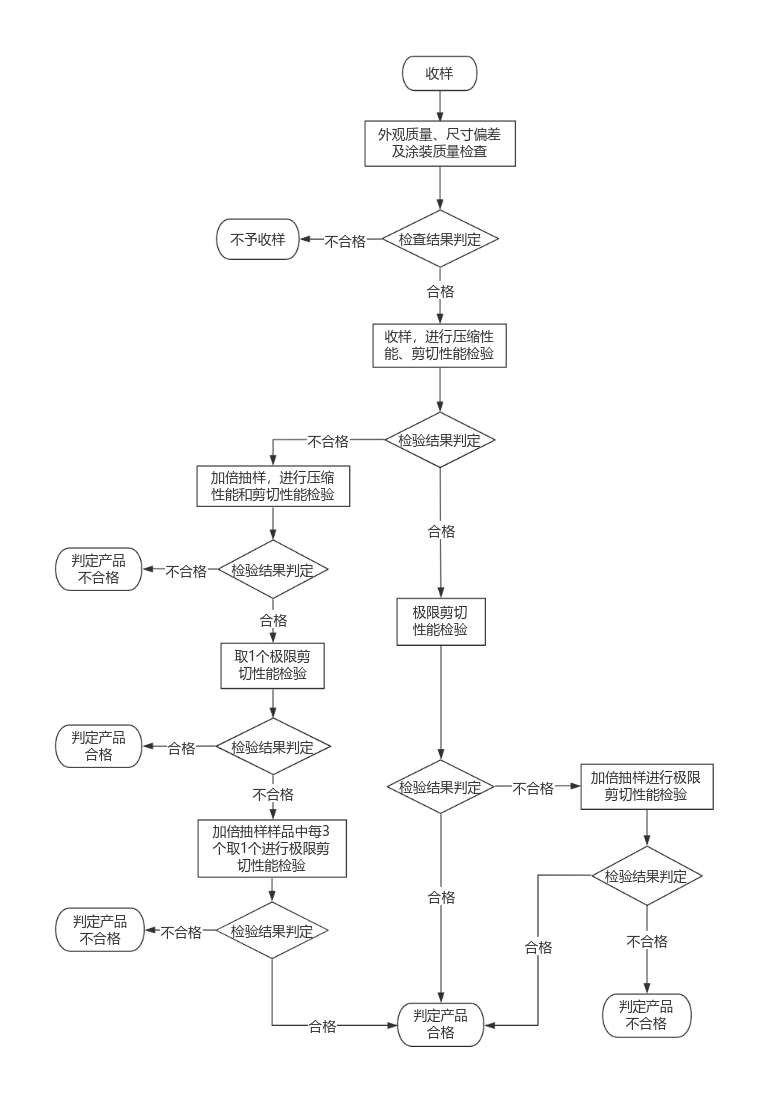 收样
外观质量、尺寸偏差
及涂装质量检查
不予收样
不合格
检查结果判定
合格
收样，进行压缩性
能、剪切性能检验
不合格
检验结果判定
加倍抽样，进行压缩
性能和剪切性能检验
合格
判定产品
不合格
不合格
检验结果判定
极限剪切
性能检验
合格
取1个极限剪
切性能检验
判定产品
合格
合格
检验结果判定
不合格
检验结果判定
不合格
加倍抽样进行极限
剪切性能检验
加倍抽样样品中每3
个取1个进行极限剪
切性能检验
检验结果判定
合格
判定产品
不合格
不合格
检验结果判定
合格
不合格
合格
判定产品
合格
判定产品
不合格